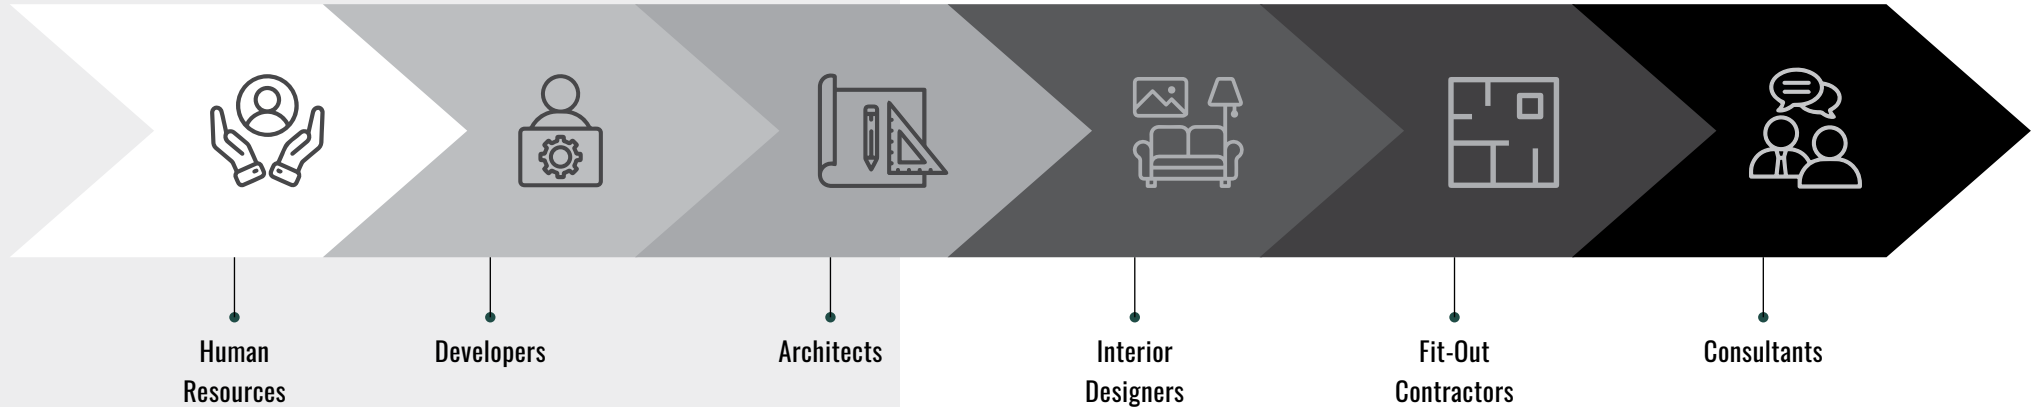 Human
Resources
Developers
Architects
Interior
Designers
Fit-Out
Contractors
Consultants